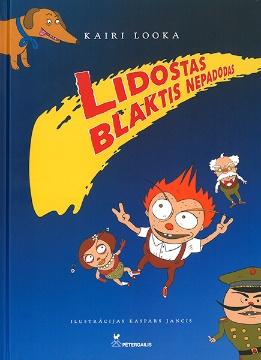 KAIRI LOOKA
LIDOSTAS
BLAKTIS NEPADODAS
ILUSTRĀCIJAS KASPARS JANCIS
PĒTERGAILIS